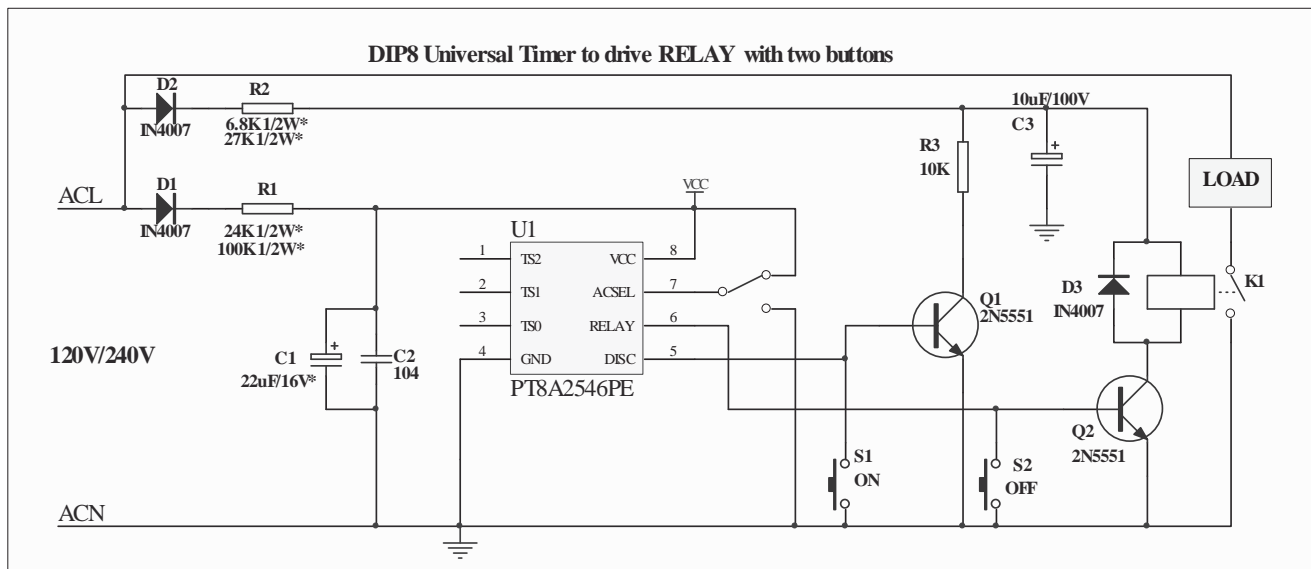 DIP8 Universal Timer to drive RELAY with two buttons
D2
IN4007
R2
6.8K1/2W*
27K1/2W*
10uF/100V
C3
R3
10K
LOAD
ACL
D1
IN4007
R1
24K1/2W*
100K1/2W*
VCC
U1
1 TS2 VCC 8
2 TS1 ACSEL 7
3 TS0 RELAY 6
4 GND DISC 5
PT8A2546PE
Q1
2N5551
D3
IN4007
K1
120V/240V
C1
22uF/16V*
C2
104
Q2
2N5551
S1
ON
S2
OFF
ACN
+
+